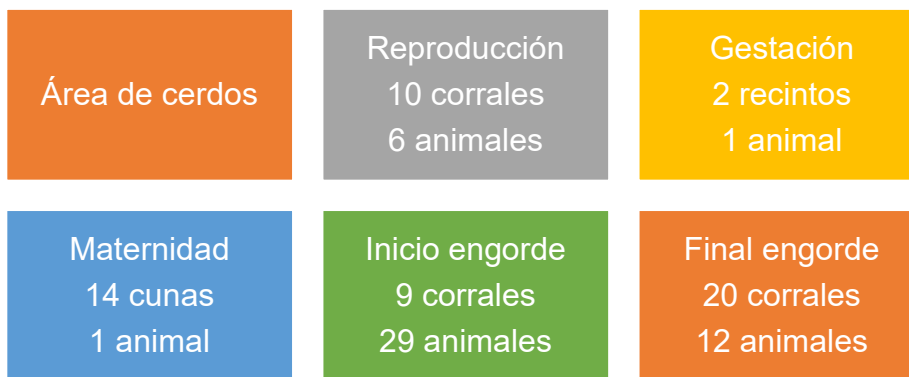 Área de cerdos
Reproducción
10 corrales
6 animales
Gestación
2 recintos
1 animal
Maternidad
14 cunas
1 animal
Inicio engorde
9 corrales
29 animales
Final engorde
20 corrales
12 animales